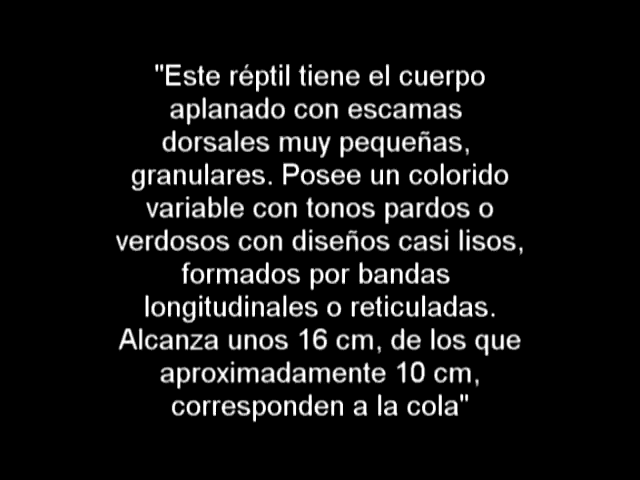 "Este réptil tiene el cuerpo
aplanado con escamas
dorsales muy pequeñas,
granulares. Posee un colorido
variable con tonos pardos o
verdosos con diseños casi lisos,
formados por bandas
longitudinales o reticuladas.
Alcanza unos 16 cm, de los que
aproximadamente 10 cm,
corresponden a la cola"